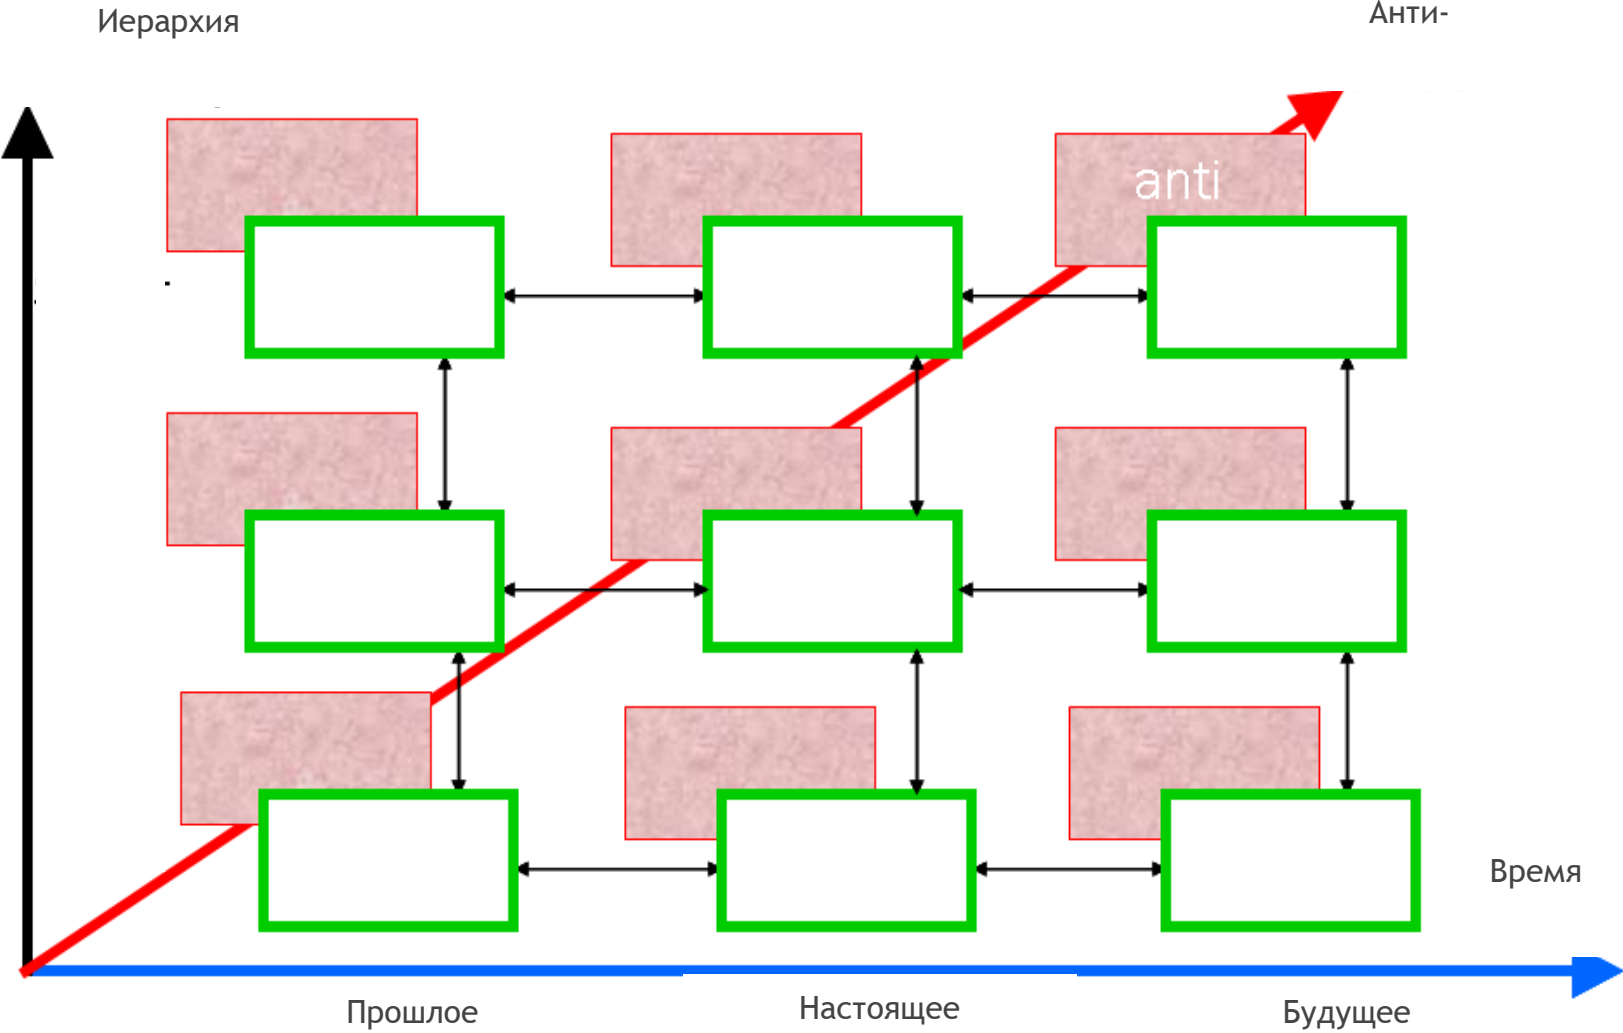 Иерархия
Анти-
anti
Время
Прошлое
Настоящее
Будущее